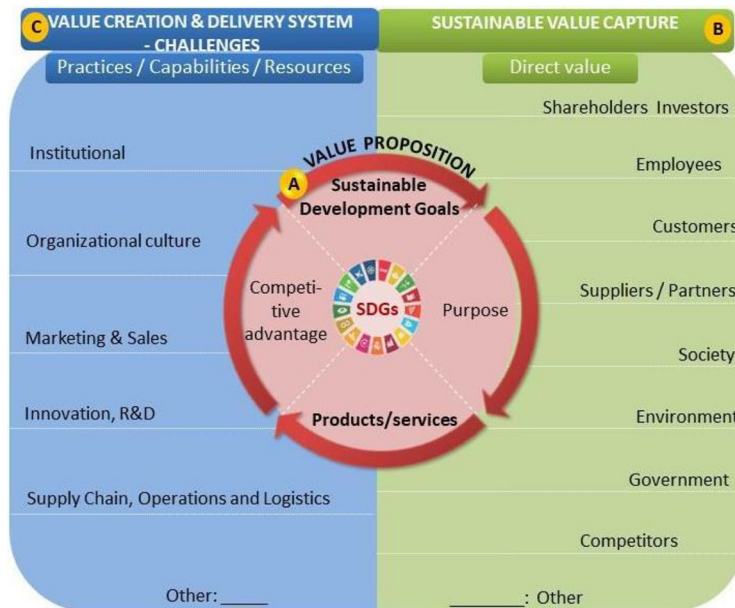 C
VALUE CREATION & DELIVERY SYSTEM
- CHALLENGES
Practices / Capabilities / Resources
Institutional
Organizational culture
Marketing & Sales
Innovation, R&D
Supply Chain, Operations and Logistics
Other: _____
A
VALUE PROPOSITION
Sustainable
Development Goals
Competi-
tive
advantage
SDGs
Purpose
Products/services
SUSTAINABLE VALUE CAPTURE
B
Direct value
Shareholders Investors
Employees
Customers
Suppliers / Partners
Society
Environment
Government
Competitors
________: Other